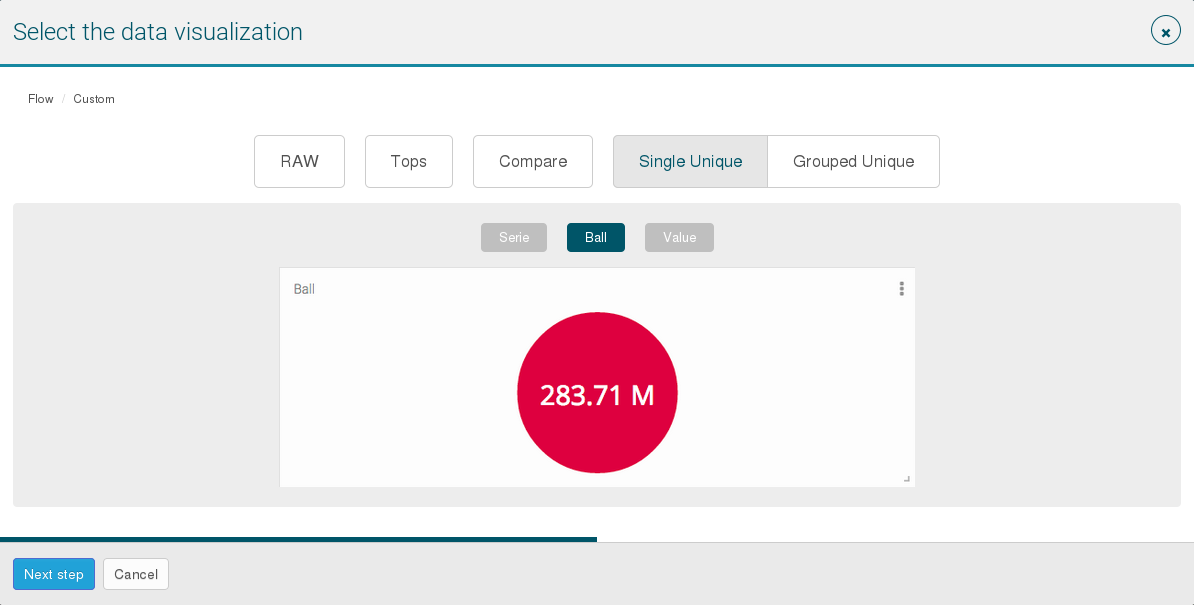 Select the data visualization
Flow / Custom
RAW Tops Compare Single Unique Grouped Unique
Serie Ball Value
Ball
283.71 M
Next step Cancel